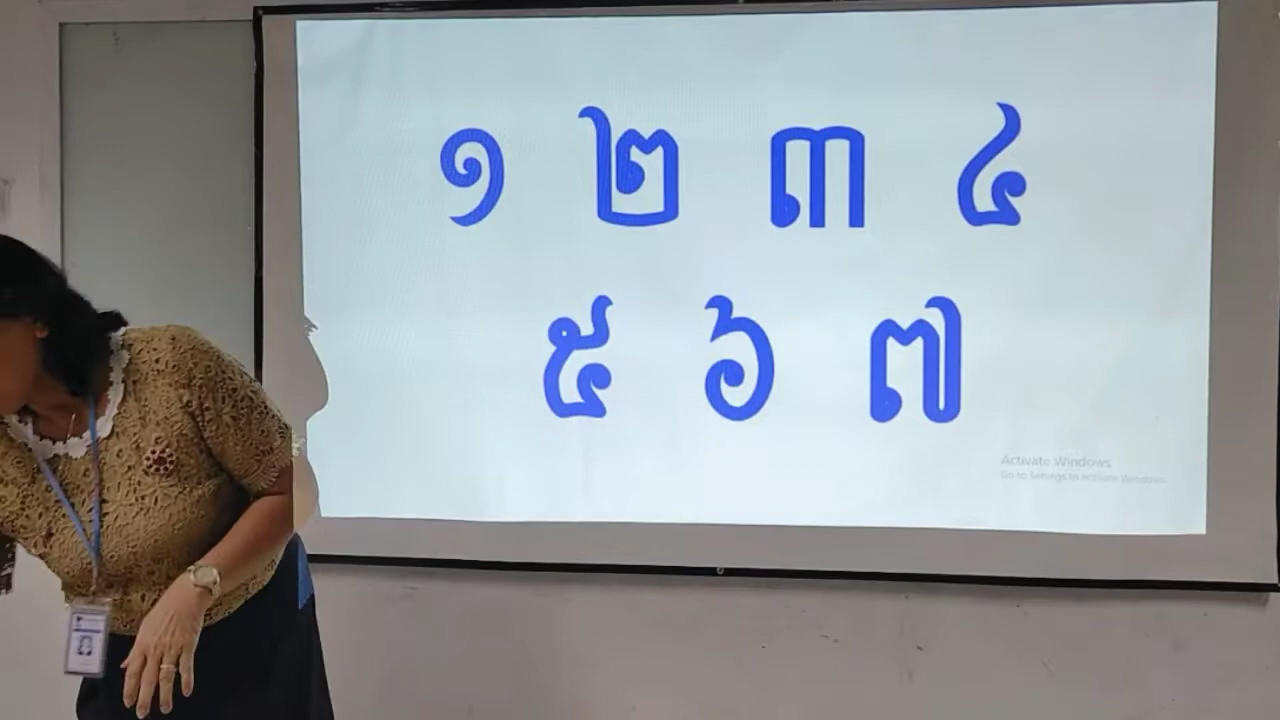 ๑ ๒ ๓ ๔
๕ ๖ ๗
Activate Windows
Go to Settings to activate Windows.